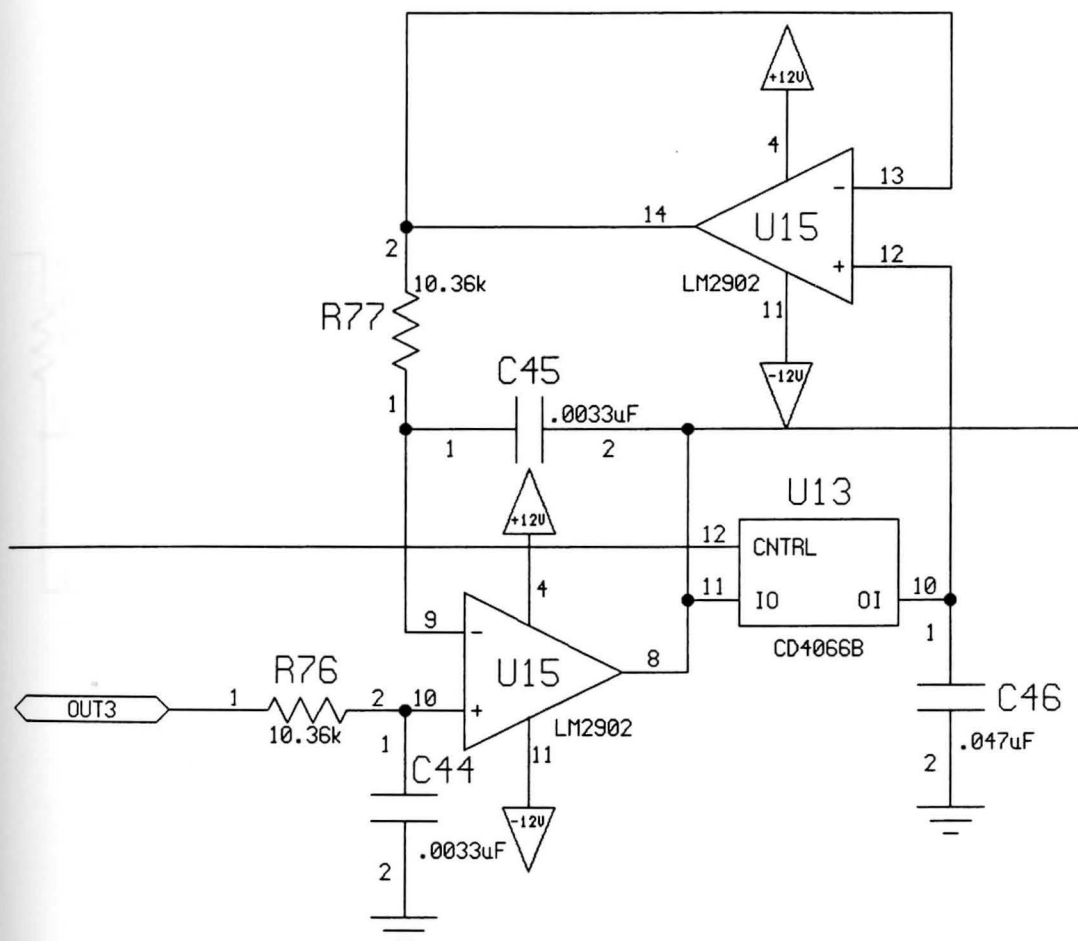 +12V
4
13
-
14
U15
12
2
+
10.36k
LM2902
11
R77
-12V
C45
1
.0033uF
1
2
U13
+12V
12
CNTRL
4
11
IO
OI
10
9
-
1
CD4066B
8
R76
U15
C46
1
2
10
+
OUT3
10.36k
LM2902
.047uF
1
11
2
C44
-12V
.0033uF
2